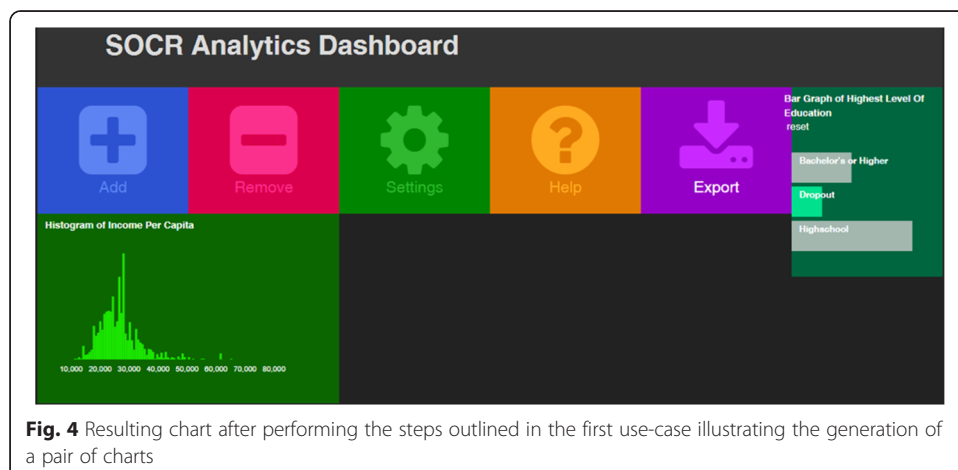 SOCR Analytics Dashboard
Add
Remove
Settings
Help
Export
Bar Graph of Highest Level Of
Education
reset
Bachelor's or Higher
Dropout
Highschool
Histogram of Income Per Capita
10,000 20,000 30,000 40,000 50,000 60,000 70,000 80,000
Fig. 4 Resulting chart after performing the steps outlined in the first use-case illustrating the generation of
a pair of charts